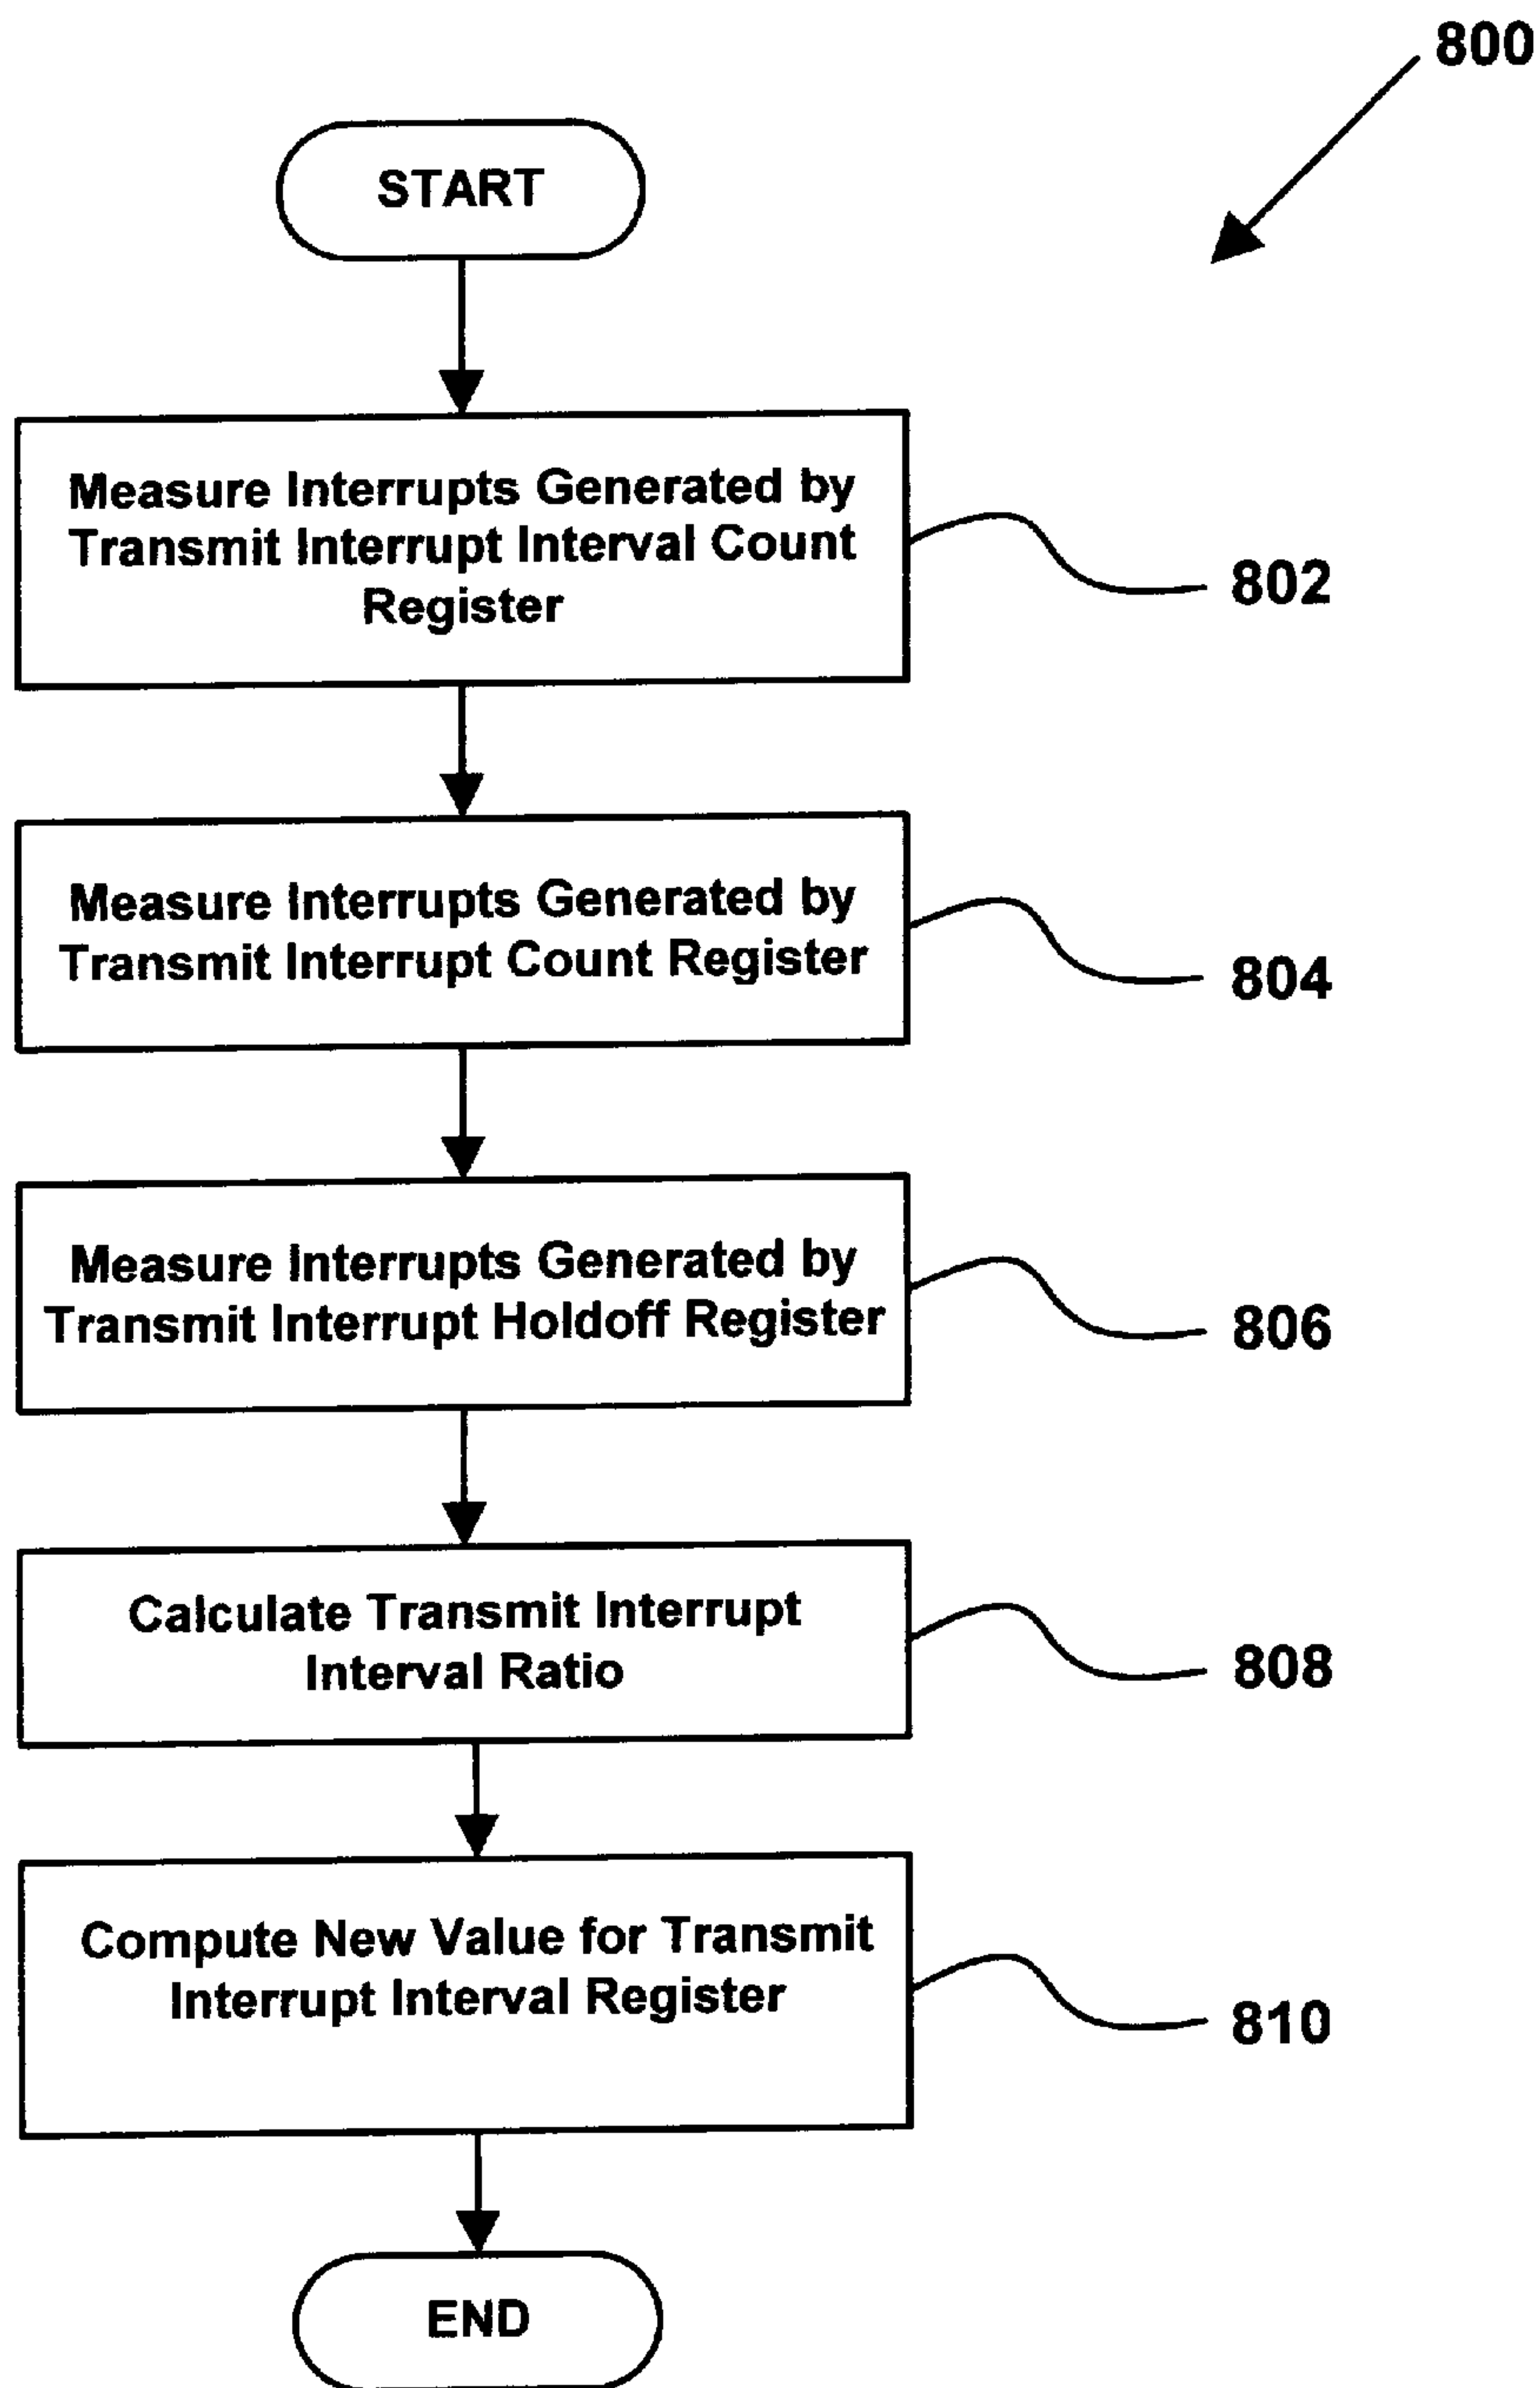 800
START
Measure Interrupts Generated by
Transmit Interrupt Interval Count
Register
802
Measure Interrupts Generated by
Transmit Interrupt Count Register
804
Measure Interrupts Generated by
Transmit Interrupt Holdoff Register
806
Calculate Transmit Interrupt
Interval Ratio
808
Compute New Value for Transmit
Interrupt Interval Register
810
END